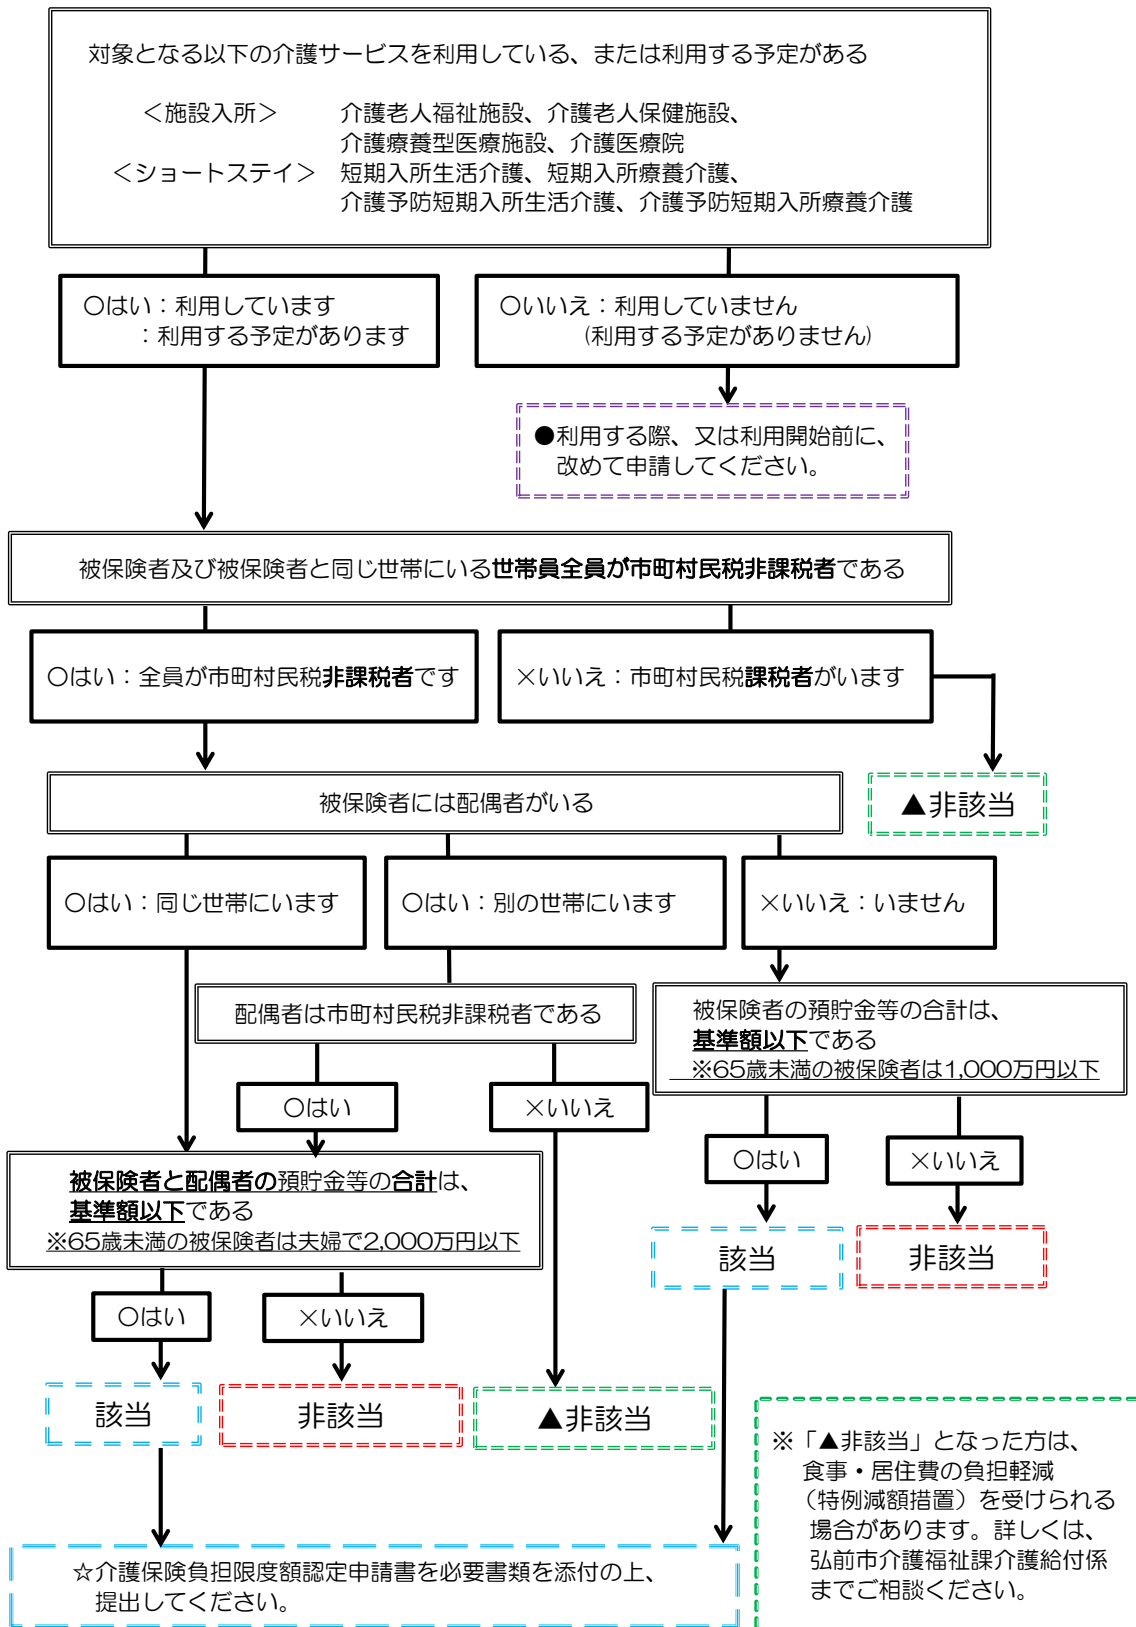 対象となる以下の介護サービスを利用している、または利用する予定がある
＜施設入所＞ 介護老人福祉施設、介護老人保健施設、
介護療養型医療施設、介護医療院
＜ショートステイ＞ 短期入所生活介護、短期入所療養介護、
介護予防短期入所生活介護、介護予防短期入所療養介護
○はい：利用しています
：利用する予定があります
○いいえ：利用していません
(利用する予定がありません)
●利用する際、又は利用開始前に、
改めて申請してください。
被保険者及び被保険者と同じ世帯にいる世帯員全員が市町村民税非課税者である
○はい：全員が市町村民税非課税者です
×いいえ：市町村民税課税者がいます
▲非該当
被保険者には配偶者がいる
○はい：同じ世帯にいます
○はい：別の世帯にいます
×いいえ：いません
配偶者は市町村民税非課税者である
○はい
×いいえ
被保険者の預貯金等の合計は、
基準額以下である
※65歳未満の被保険者は1,000万円以下
○はい
×いいえ
該当
非該当
被保険者と配偶者の預貯金等の合計は、
基準額以下である
※65歳未満の被保険者は夫婦で2,000万円以下
○はい
×いいえ
該当
非該当
▲非該当
※「▲非該当」となった方は、
食事・居住費の負担軽減
（特例減額措置）を受けられる
場合があります。詳しくは、
弘前市介護福祉課介護給付係
までご相談ください。
☆介護保険負担限度額認定申請書を必要書類を添付の上、
提出してください。